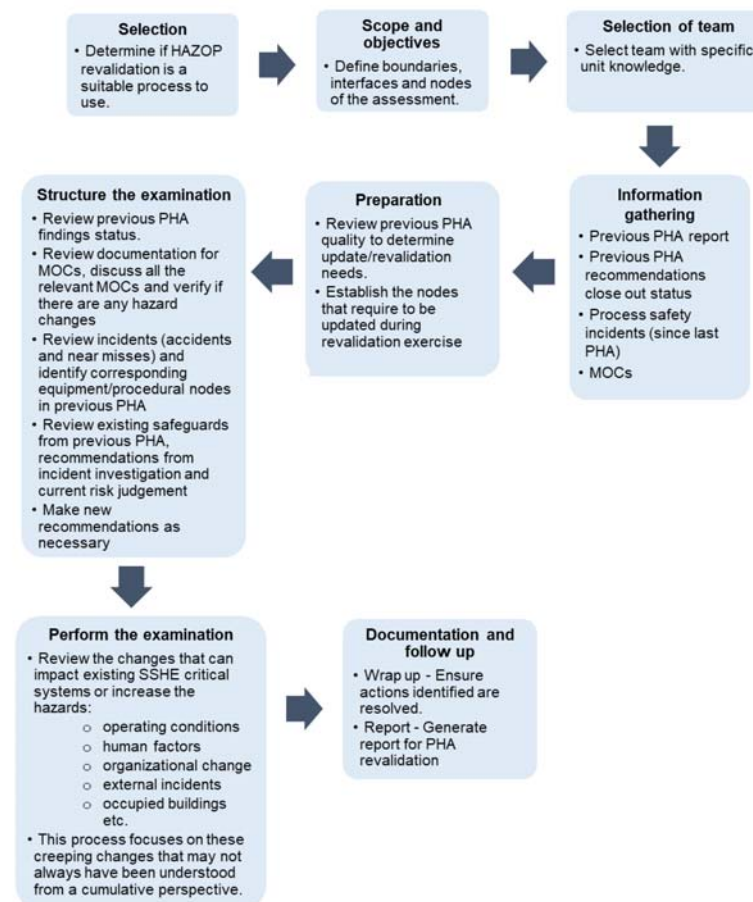 Selection
• Determine if HAZOP
revalidation is a
suitable process to
use.
Scope and
objectives
• Define boundaries,
interfaces and nodes
of the assessment.
Selection of team
• Select team with specific
unit knowledge.
Information
gathering
• Previous PHA report
• Previous PHA
recommendations
close out status
• Process safety
incidents (since last
PHA)
• MOCs
Preparation
• Review previous PHA
quality to determine
update/revalidation
needs.
• Establish the nodes
that require to be
updated during
revalidation exercise
Structure the examination
• Review previous PHA
findings status.
• Review documentation for
MOCs, discuss all the
relevant MOCs and verify if
there are any hazard
changes
• Review incidents (accidents
and near misses) and
identify corresponding
equipment/procedural nodes
in previous PHA
• Review existing safeguards
from previous PHA,
recommendations from
incident investigation and
current risk judgement
• Make new
recommendations as
necessary
Perform the examination
• Review the changes that can
impact existing SSHE critical
systems or increase the
hazards:
o operating conditions
o human factors
o organizational change
o external incidents
o occupied buildings
etc.
• This process focuses on these
creeping changes that may not
always have been understood
from a cumulative perspective.
Documentation and
follow up
• Wrap up - Ensure
actions identified are
resolved.
• Report - Generate
report for PHA
revalidation